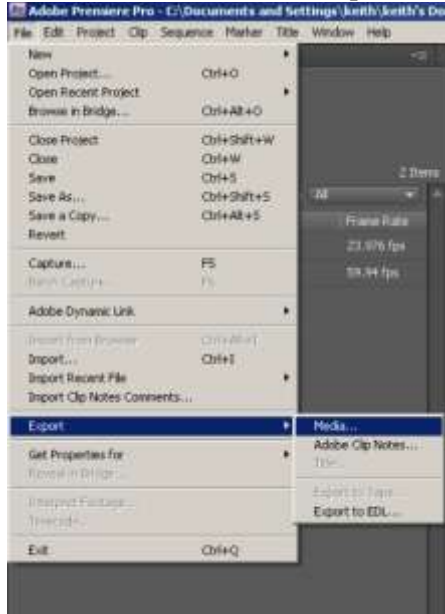 Adobe Premiere Pro - C:\Documents and Settings\keith\keith's Do
File Edit Project Clip Sequence Marker Title Window Help
New
Open Project... Ctrl+O
Open Recent Project
Browse in Bridge... Ctrl+Alt+O
Close Project Ctrl+Shift+W
Close Ctrl+W
Save Ctrl+S
Save As... Ctrl+Shift+S
Save a Copy... Ctrl+Alt+S
Revert
Capture... F5
Batch Capture... F6
Adobe Dynamic Link
Import from Browser Ctrl+Alt+I
Import... Ctrl+I
Import Recent File
Import Clip Notes Comments...
Export
Get Properties for
Reveal in Bridge...
Interpret Footage...
Timecode...
Exit Ctrl+Q
Media...
Adobe Clip Notes...
Title...
Export to Tape...
Export to EDL...
2 Items
All
Frame Rate
23.976 fps
59.94 fps